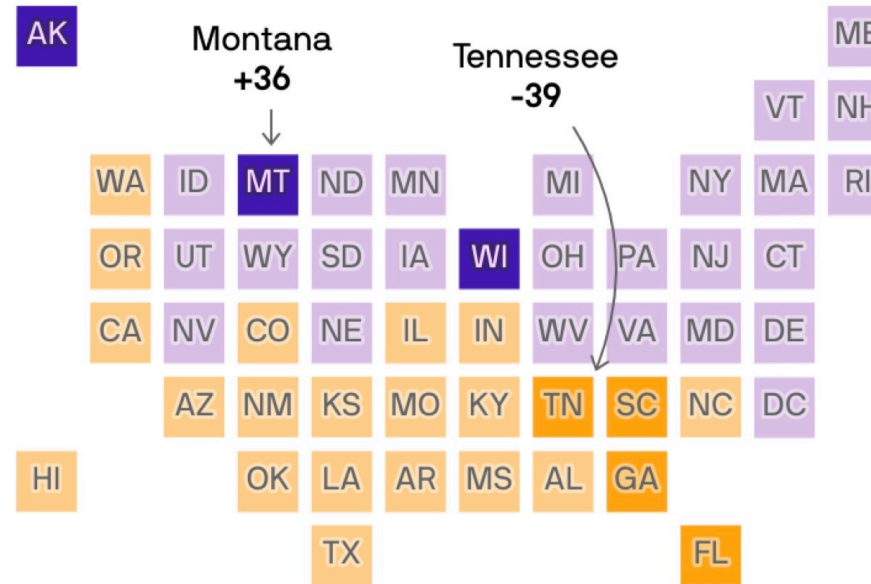 AK
Montana
+36
Tennessee
-39
VT NH
WA ID MT ND MN MI NY MA RI
OR UT WY SD IA WI OH PA NJ CT
CA NV CO NE IL IN WV VA MD DE
AZ NM KS MO KY TN SC NC DC
HI OK LA AR MS AL GA
TX FL